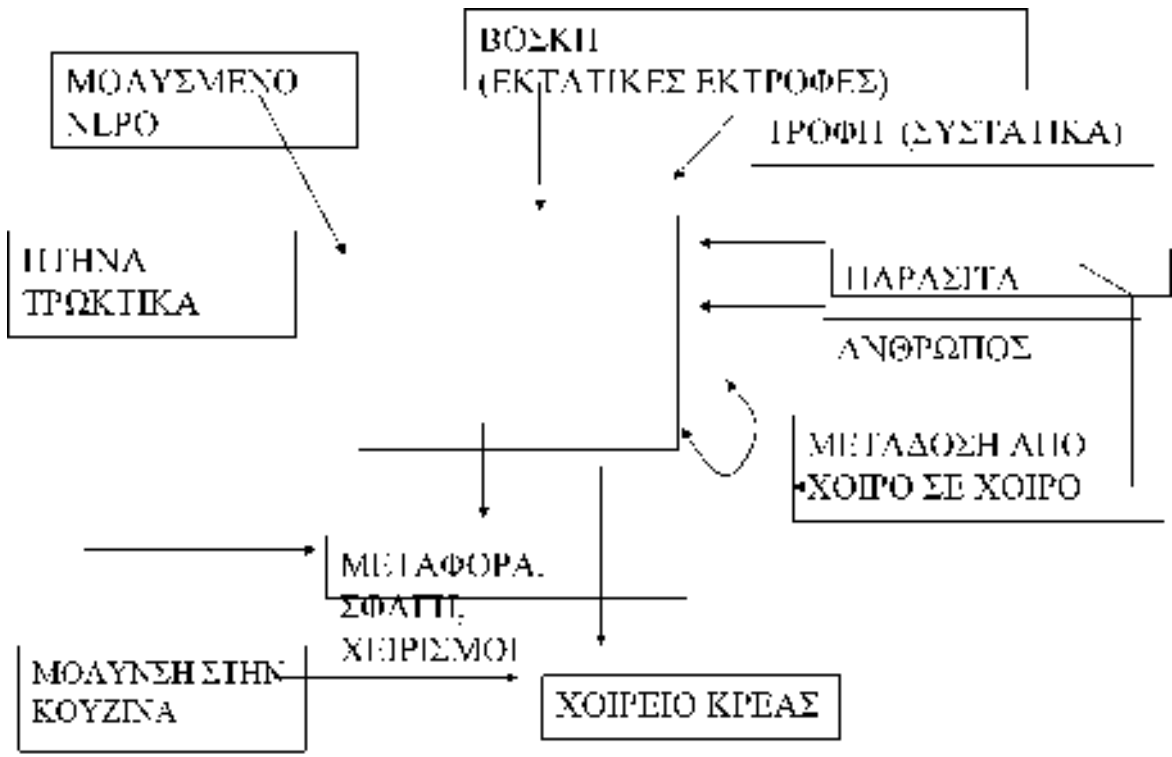 ΒΟΣΚΗ
(ΕΚΤΑΤΙΚΕΣ ΕΚΤΡΟΦΕΣ)
ΜΟΛΥΣΜΕΝΟ
ΝΕΡΟ
ΤΡΟΦΗ (ΣΥΣΤΑΤΙΚΑ)
ΠΤΗΝΑ
ΤΡΩΚΤΙΚΑ
ΠΑΡΑΣΙΤΑ
ΑΝΘΡΩΠΟΣ
ΜΕΤΑΔΟΣΗ ΑΠΟ
ΧΟΙΡΟ ΣΕ ΧΟΙΡΟ
ΜΕΤΑΦΟΡΑ,
ΣΦΑΓΗ,
ΧΕΙΡΙΣΜΟΙ
ΜΟΛΥΝΣΗ ΣΤΗΝ
ΚΟΥΖΙΝΑ
ΧΟΙΡΕΙΟ ΚΡΕΑΣ